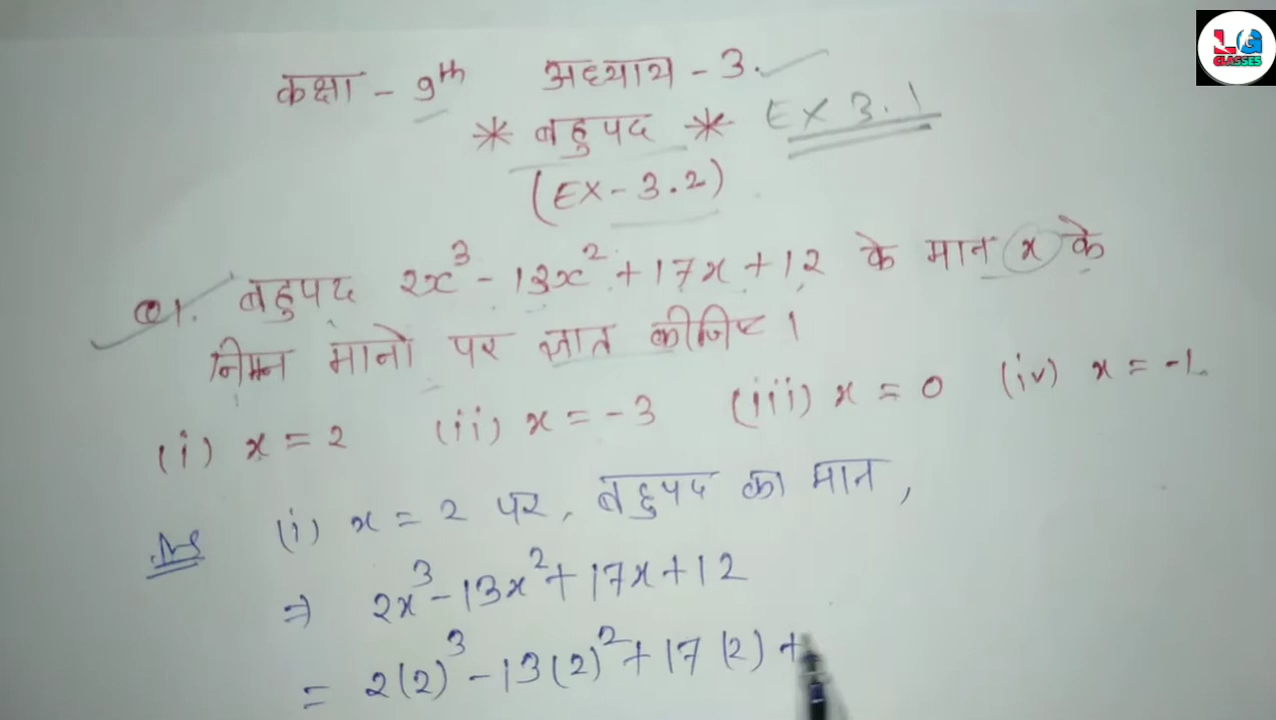 LG
CLASSES
कक्षा - 9th अध्याय - 3.
* बहुपद * EX 3.1
(EX - 3.2)
Q1. बहुपद 2x³ - 13x² + 17x + 12 के मान x के
निम्न मानो पर ज्ञात कीजिए।
(i) x = 2 (ii) x = -3 (iii) x = 0 (iv) x = -1.
Ans (i) x = 2 पर, बहुपद का मान,
⇒ 2x³ - 13x² + 17x + 12
= 2(2)³ - 13(2)² + 17(2) +